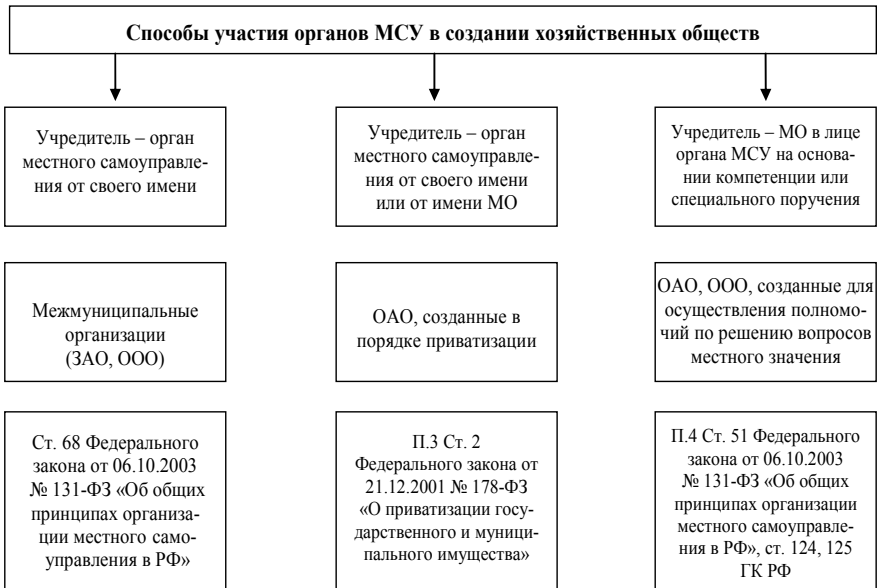 Способы участия органов МСУ в создании хозяйственных обществ
Учредитель – орган
местного самоуправле-
ния от своего имени
Учредитель – орган
местного самоуправле-
ния от своего имени
или от имени МО
Учредитель – МО в лице
органа МСУ на основа-
нии компетенции или
специального поручения
Межмуниципальные
организации
(ЗАО, ООО)
ОАО, созданные в
порядке приватизации
ОАО, ООО, созданные для
осуществления полномо-
чий по решению вопросов
местного значения
Ст. 68 Федерального
закона от 06.10.2003
№ 131-ФЗ «Об общих
принципах организа-
ции местного само-
управления в РФ»
П.3 Ст. 2
Федерального закона от
21.12.2001 № 178-ФЗ
«О приватизации госу-
дарственного и муници-
пального имущества»
П.4 Ст. 51 Федерального
закона от 06.10.2003
№ 131-ФЗ «Об общих
принципах организации
местного самоуправле-
ния в РФ», ст. 124, 125
ГК РФ